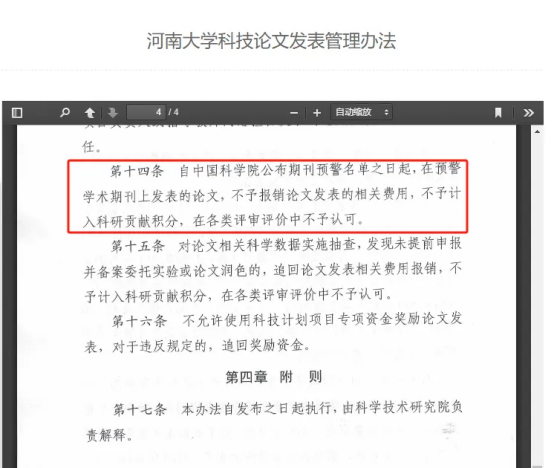 河南大学科技论文发表管理办法
4 / 4
自动缩放
任。
第十四条 自中国科学院公布期刊预警名单之日起,在预警
学术期刊上发表的论文,不予报销论文发表的相关费用,不予计
入科研贡献积分,在各类评审评价中不予认可。
第十五条 对论文相关科学数据实施抽查,发现未提前申报
并备案委托实验或论文润色的,追回论文发表相关费用报销,不
予计入科研贡献积分,在各类评审评价中不予认可。
第十六条 不允许使用科技计划项目专项资金奖励论文发
表,对于违反规定的,追回奖励资金。
第四章 附 则
第十七条 本办法自发布之日起执行,由科学技术研究院负
责解释。